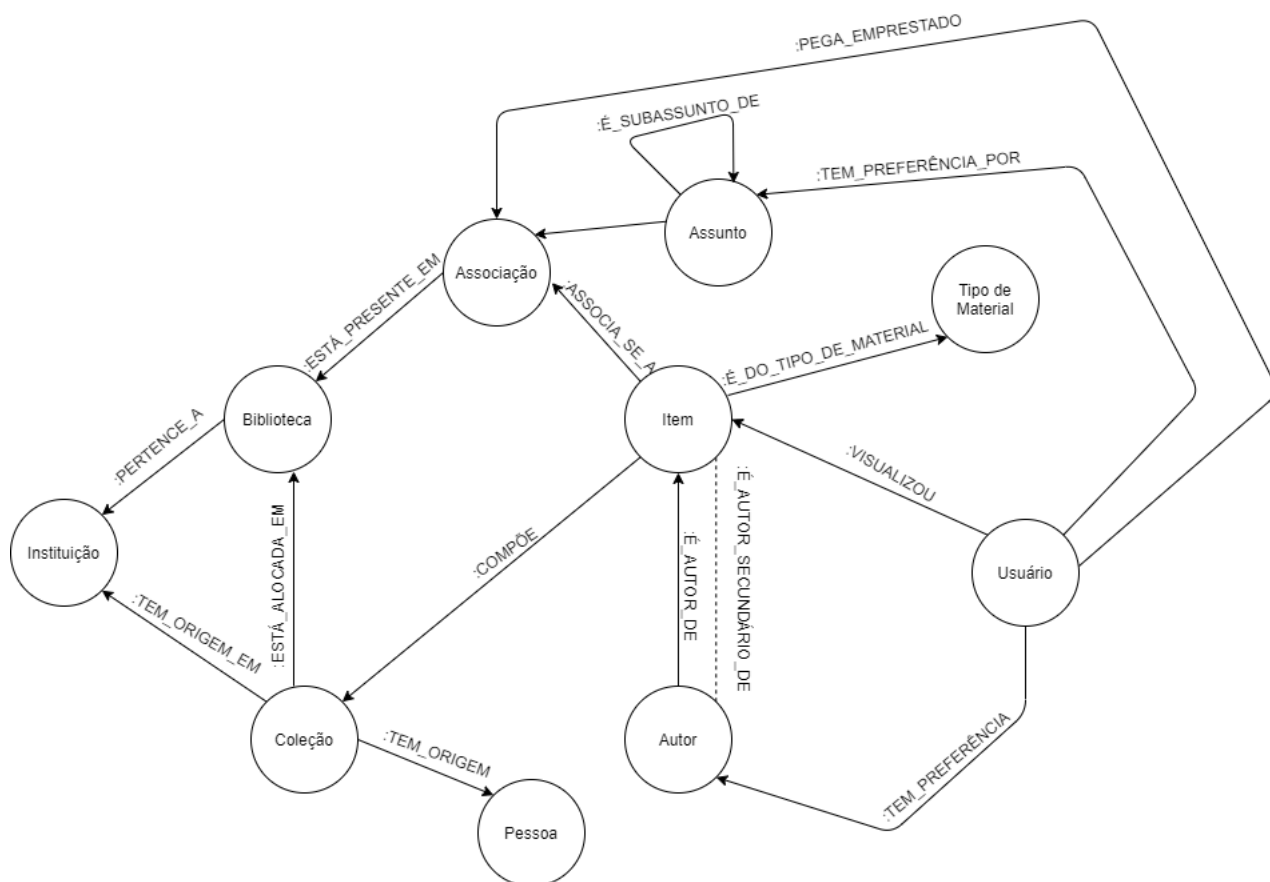 :PEGA_EMPRESTADO
:É_SUBASSUNTO_DE
:TEM_PREFERÊNCIA_POR
Assunto
Associação
:ESTÁ_PRESENTE_EM
:ASSOCIA_SE_A
Tipo de
Material
:É_DO_TIPO_DE_MATERIAL
Biblioteca
Item
:PERTENCE_A
:VISUALIZOU
Instituição
:ESTÁ_ALOCADA_EM
:COMPÕE
:É_AUTOR_DE
:É_AUTOR_SECUNDÁRIO_DE
Usuário
:TEM_ORIGEM_EM
Coleção
:TEM_ORIGEM
Autor
:TEM_PREFERÊNCIA
Pessoa